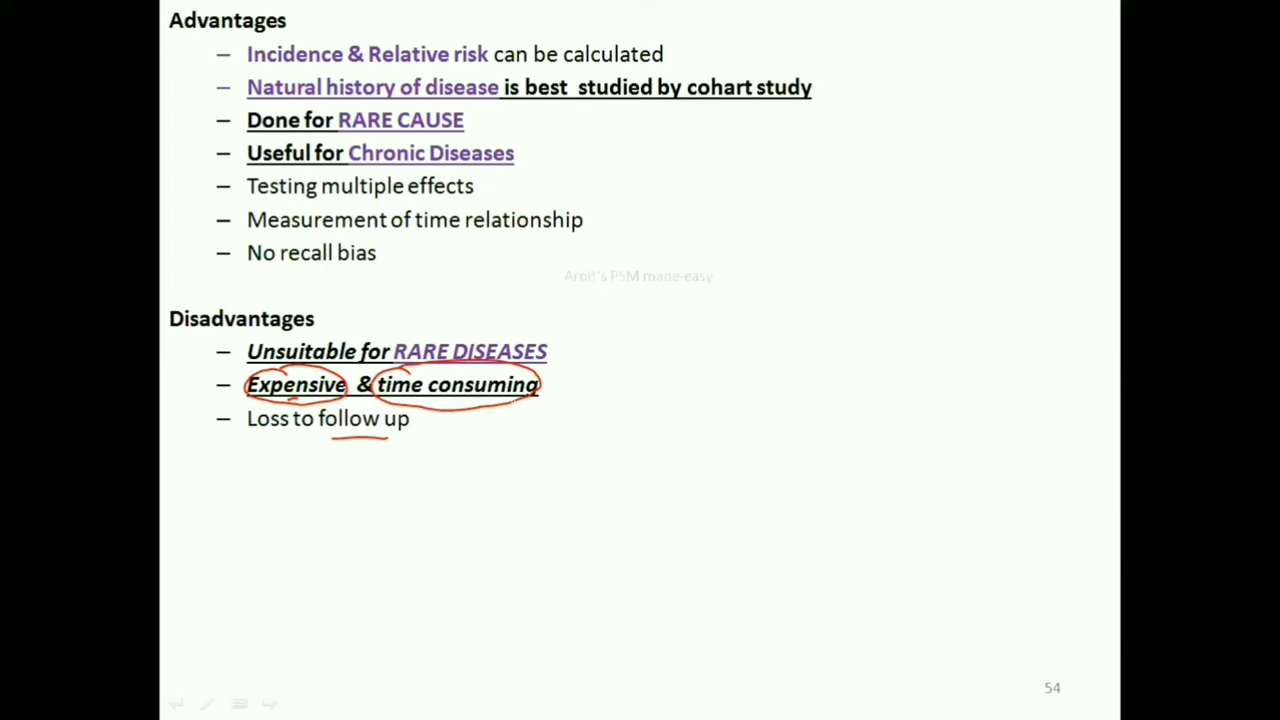 Advantages
– Incidence & Relative risk can be calculated
– Natural history of disease is best studied by cohart study
– Done for RARE CAUSE
– Useful for Chronic Diseases
– Testing multiple effects
– Measurement of time relationship
– No recall bias
Arpit's PSM made-easy
Disadvantages
– Unsuitable for RARE DISEASES
– Expensive & time consuming
– Loss to follow up
54